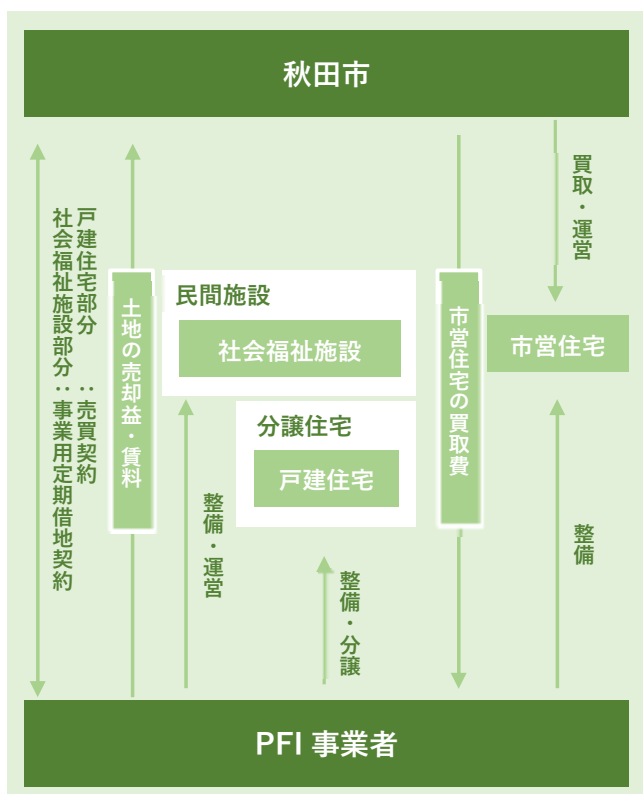 秋田市
戸建住宅部分　：売買契約
社会福祉施設部分：事業用定期借地契約
土地の売却益・賃料
民間施設
社会福祉施設
整備・運営
分譲住宅
戸建住宅
整備・分譲
市営住宅の買取費
買取・運営
市営住宅
整備
PFI 事業者